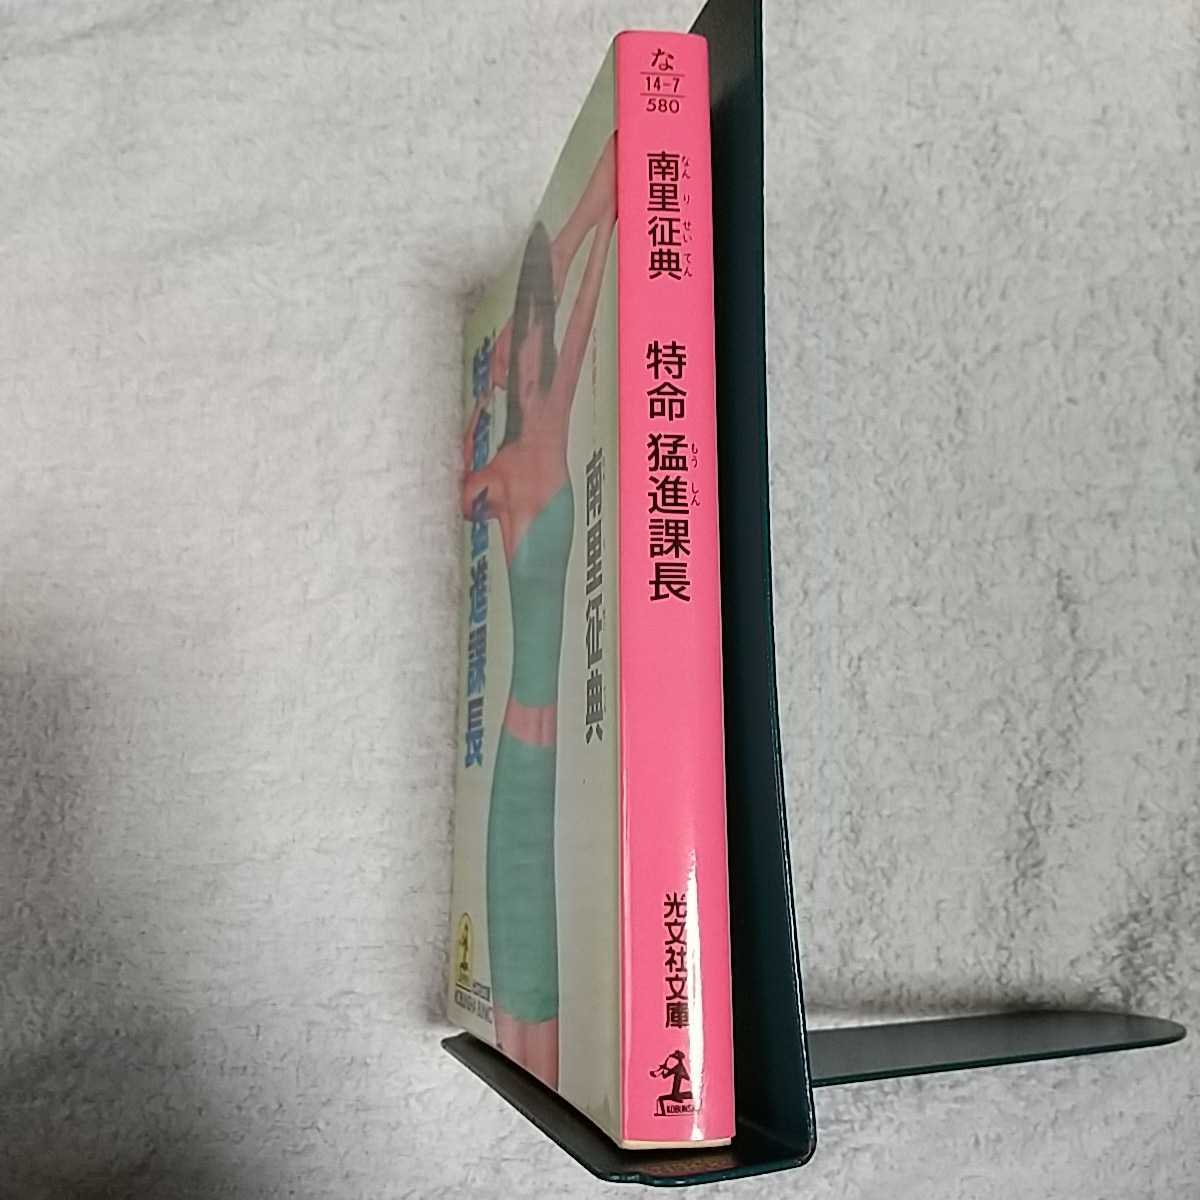 な
14-7
580
南里征典
なんりせいてん
特命 猛進課長
もうしん
光文社文庫
KOBUNSHA
特命 猛進課長
南里征典